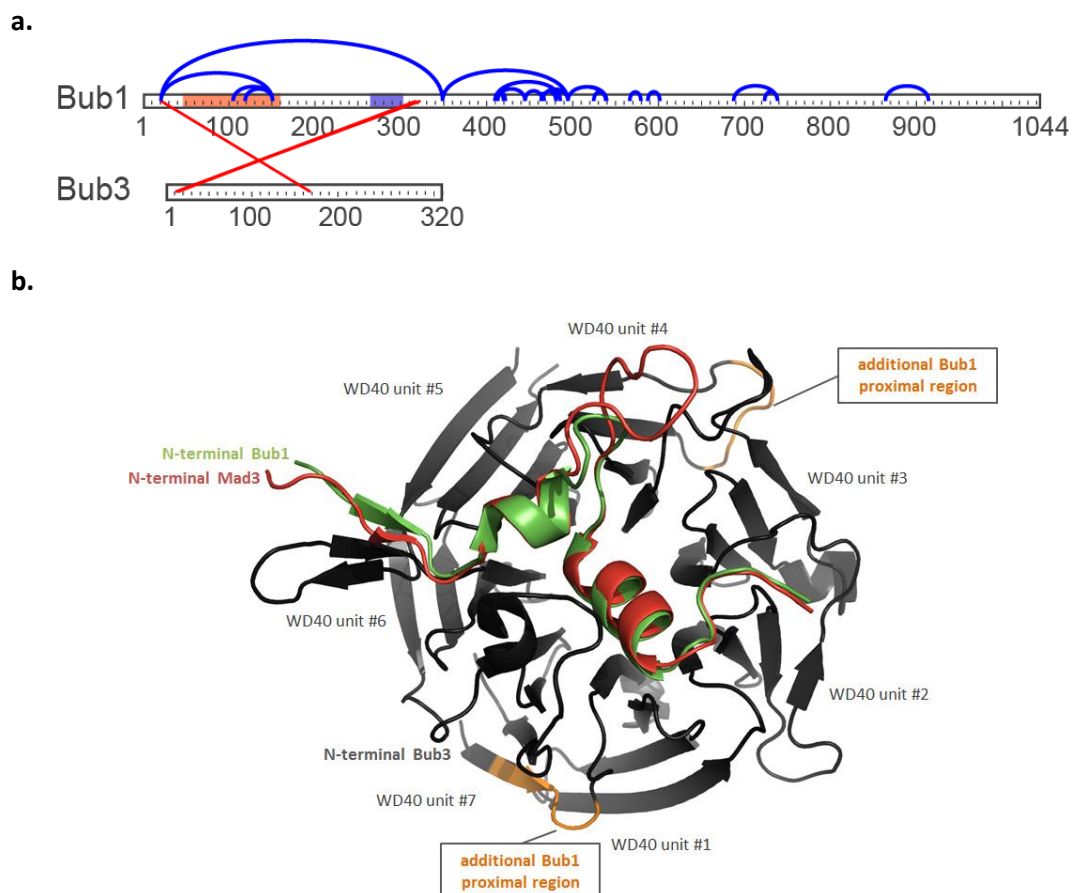 a.
Bub1
1 100 200 300 400 500 600 700 800 900 1044
Bub3
1 100 200 320
b.
WD40 unit #4
additional Bub1
proximal region
WD40 unit #5
N-terminal Bub1
N-terminal Mad3
WD40 unit #3
WD40 unit #6
WD40 unit #2
N-terminal Bub3
WD40 unit #7
WD40 unit #1
additional Bub1
proximal region